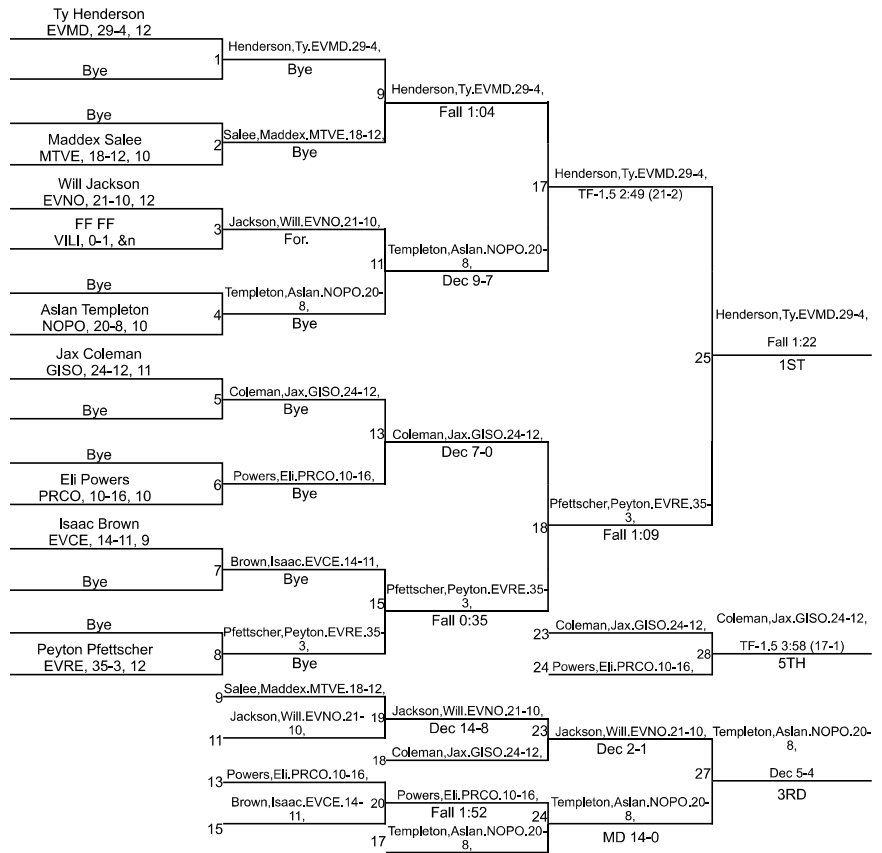 Ty Henderson
EVMD, 29-4, 12
1
Bye
Henderson,Ty.EVMD.29-4,
Bye
9
Henderson,Ty.EVMD.29-4,
Fall 1:04
Bye
2
Maddex Salee
MTVE, 18-12, 10
Salee,Maddex.MTVE.18-12,
Bye
17
Henderson,Ty.EVMD.29-4,
TF-1.5 2:49 (21-2)
Will Jackson
EVNO, 21-10, 12
3
FF FF
VILI, 0-1, &n
Jackson,Will.EVNO.21-10,
For.
11
Templeton,Aslan.NOPO.20-
8,
Dec 9-7
Bye
4
Aslan Templeton
NOPO, 20-8, 10
Templeton,Aslan.NOPO.20-
8,
Bye
25
Henderson,Ty.EVMD.29-4,
Fall 1:22
1ST
Jax Coleman
GISO, 24-12, 11
5
Bye
Coleman,Jax.GISO.24-12,
Bye
13
Coleman,Jax.GISO.24-12,
Dec 7-0
Bye
6
Eli Powers
PRCO, 10-16, 10
Powers,Eli.PRCO.10-16,
Bye
18
Pfettscher,Peyton.EVRE.35-
3,
Fall 1:09
Isaac Brown
EVCE, 14-11, 9
7
Bye
Brown,Isaac.EVCE.14-11,
Bye
15
Pfettscher,Peyton.EVRE.35-
3,
Fall 0:35
Bye
8
Peyton Pfettscher
EVRE, 35-3, 12
Pfettscher,Peyton.EVRE.35-
3,
Bye
23
Coleman,Jax.GISO.24-12,
24
Powers,Eli.PRCO.10-16,
28
Coleman,Jax.GISO.24-12,
TF-1.5 3:58 (17-1)
5TH
9
Salee,Maddex.MTVE.18-12,
11
Jackson,Will.EVNO.21-
10,
19
Jackson,Will.EVNO.21-10,
Dec 14-8
18
Coleman,Jax.GISO.24-12,
23
Jackson,Will.EVNO.21-10,
Dec 2-1
13
Powers,Eli.PRCO.10-16,
15
Brown,Isaac.EVCE.14-
11,
20
Powers,Eli.PRCO.10-16,
Fall 1:52
17
Templeton,Aslan.NOPO.20-
8,
24
Templeton,Aslan.NOPO.20-
8,
MD 14-0
27
Templeton,Aslan.NOPO.20-
8,
Dec 5-4
3RD